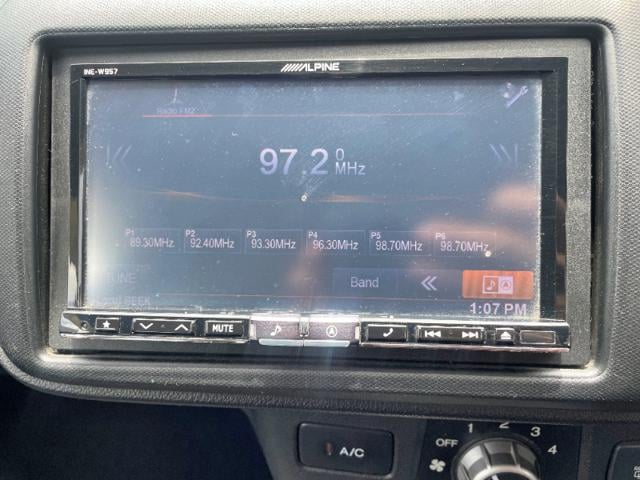 INE-W957
ALPINE
Radio FM2
97.20 MHz
P1 P2 P3 P4 P5 P6
89.30MHz 92.40MHz 93.30MHz 96.30MHz 98.70MHz 98.70MHz
TUNE
Band
SEEK
1:07 PM
MUTE
A/C
OFF 1 2 3 4